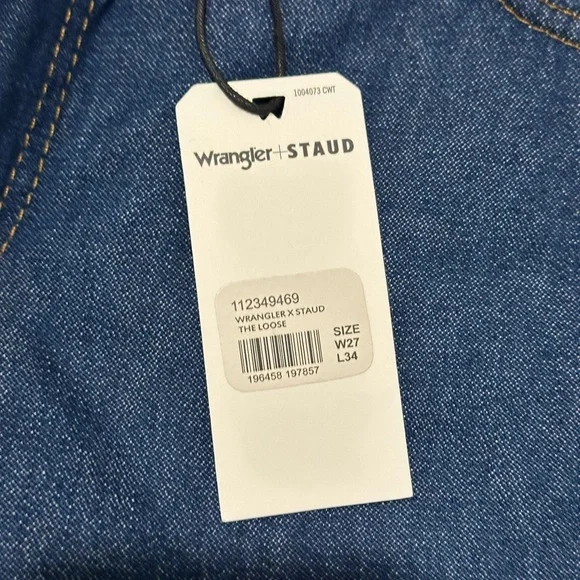 1004073 CWT
Wrangler+STAUD
112349469
WRANGLER X STAUD
THE LOOSE
SIZE
W27
L34
196458 197857